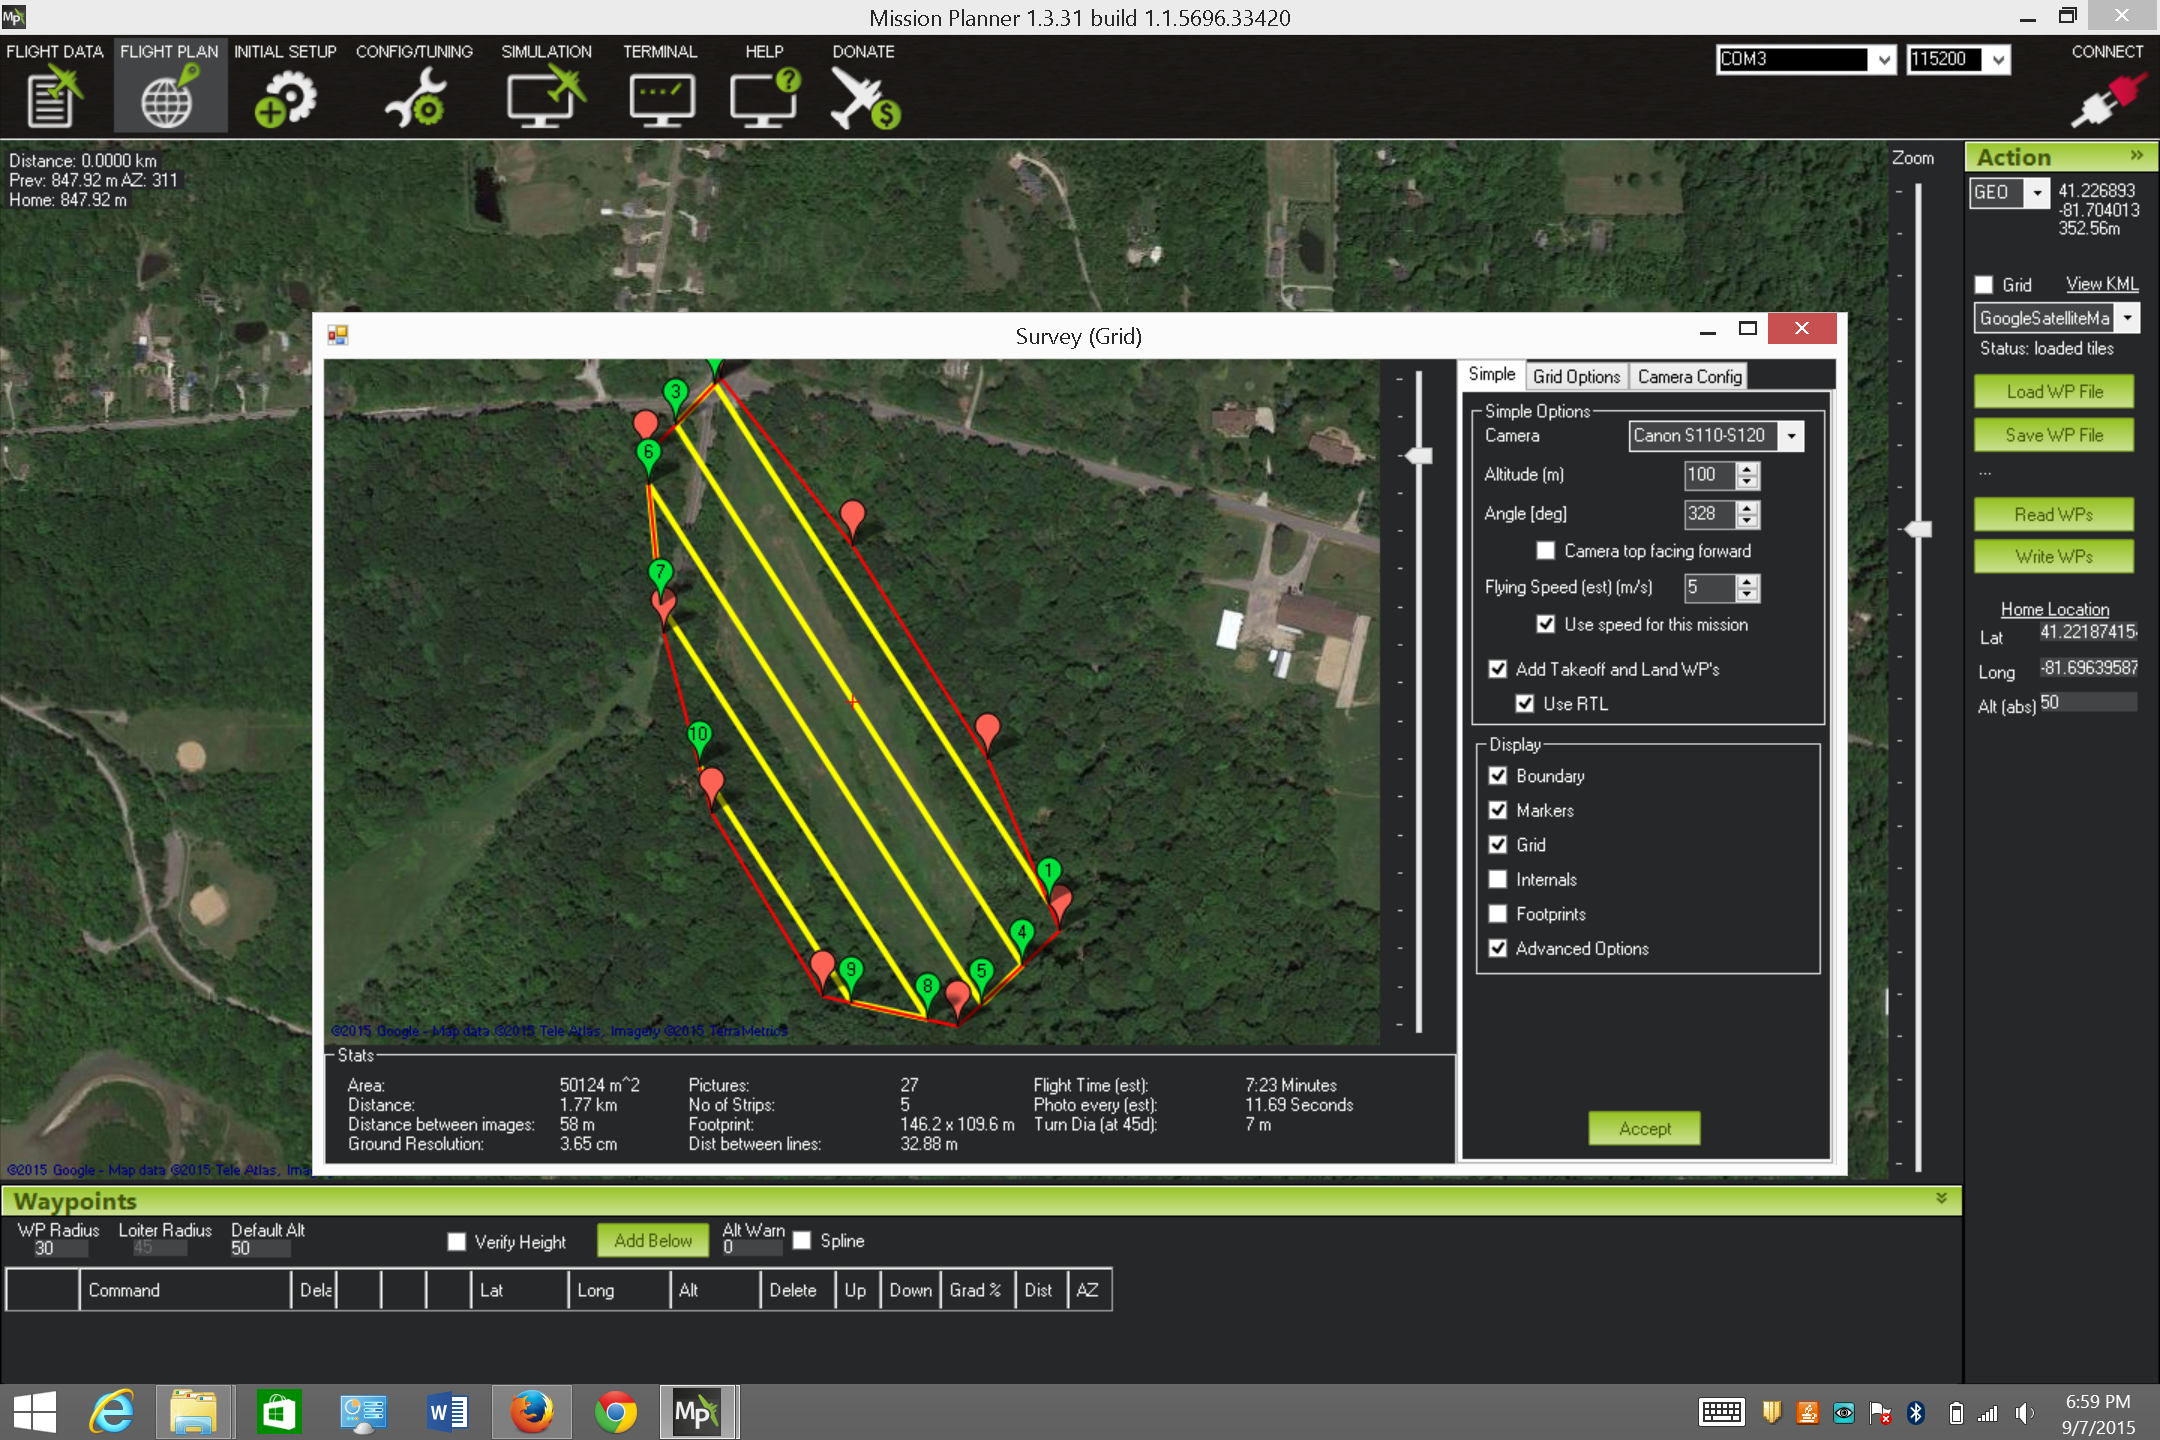 Mission Planner 1.3.31 build 1.1.5696.33420
FLIGHT DATA FLIGHT PLAN INITIAL SETUP CONFIG/TUNING SIMULATION TERMINAL HELP DONATE
COM3 115200 CONNECT
Distance: 0.0000 km
Prev: 847.92 m AZ: 311
Home: 847.92 m
Zoom
Action
GEO
41.226893
-81.704013
352.56m
Grid View KML
GoogleSatelliteMa
Status: loaded tiles
Load WP File
Save WP File
...
Read WPs
Write WPs
Home Location
Lat 41.22187415
Long -81.69639587
Alt (abs) 50
Survey (Grid)
3
6
7
10
1
4
5
9
8
©2015 Google - Map data ©2015 Tele Atlas, Imagery ©2015 TerraMetrics
Simple Grid Options Camera Config
Simple Options
Camera Canon S110-S120
Altitude (m) 100
Angle [deg] 328
Camera top facing forward
Flying Speed (est) (m/s) 5
Use speed for this mission
Add Takeoff and Land WP's
Use RTL
Display
Boundary
Markers
Grid
Internals
Footprints
Advanced Options
Accept
Stats
Area: 50124 m^2 Pictures: 27 Flight Time (est): 7:23 Minutes
Distance: 1.77 km No of Strips: 5 Photo every (est): 11.69 Seconds
Distance between images: 58 m Footprint: 146.2 x 109.6 m Turn Dia (at 45d): 7 m
Ground Resolution: 3.65 cm Dist between lines: 32.88 m
©2015 Google - Map data ©2015 Tele Atlas, Ima
Waypoints
WP Radius Loiter Radius Default Alt
30 45 50
Verify Height Add Below Alt Warn 0 Spline
Command Dela Lat Long Alt Delete Up Down Grad % Dist AZ
6:59 PM
9/7/2015